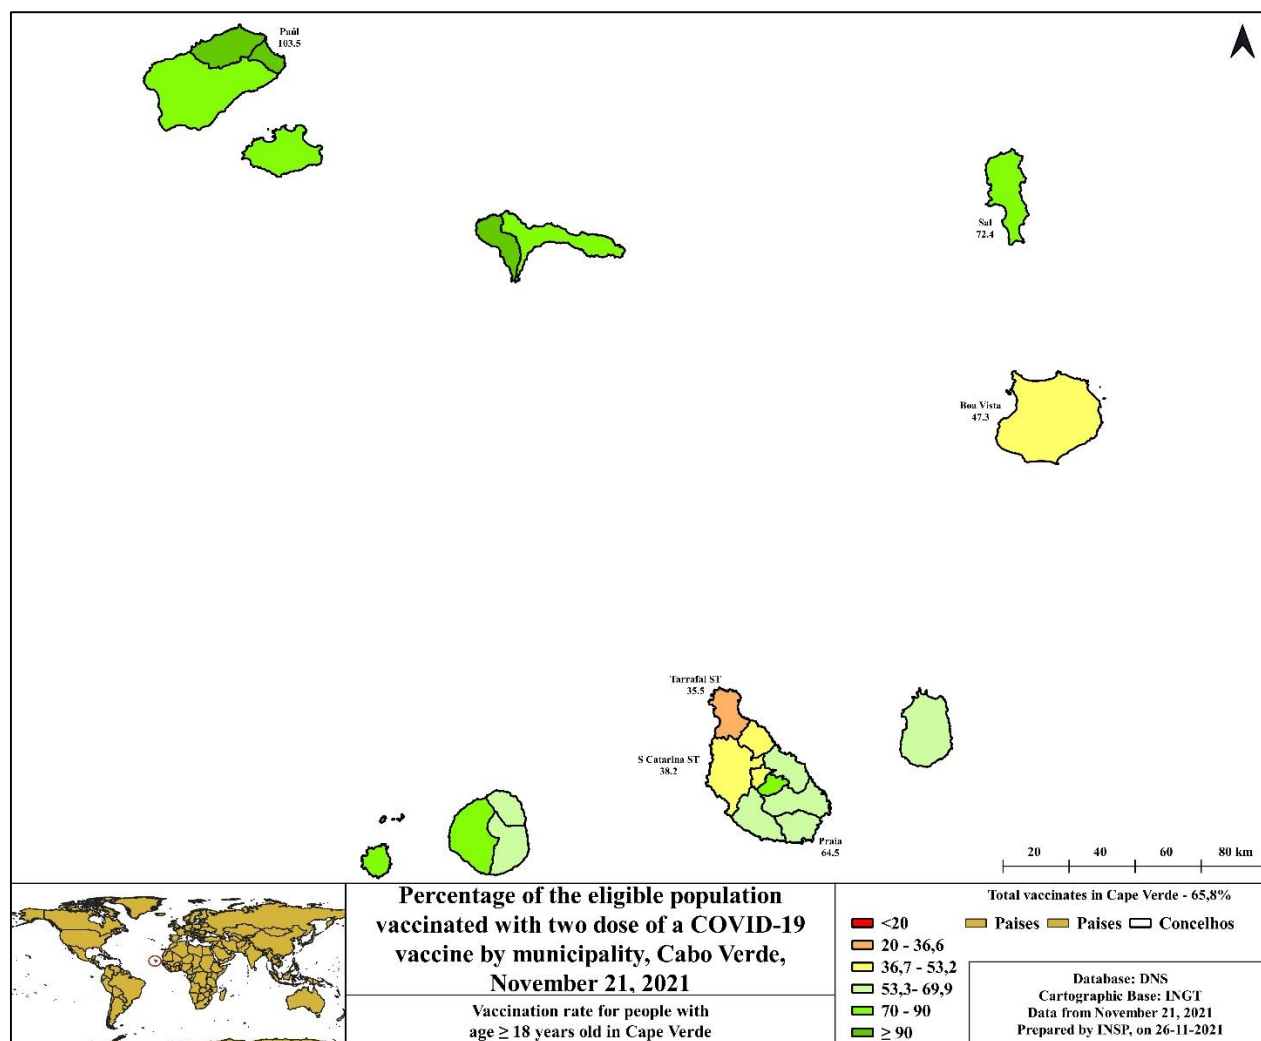 Paúl
103.5
Sal
72.4
Boa Vista
47.3
Tarrafal ST
35.5
S Catarina ST
38.2
Praia
64.5
20 40 60 80 km
Percentage of the eligible population
vaccinated with two dose of a COVID-19
vaccine by municipality, Cabo Verde,
November 21, 2021
Vaccination rate for people with
age ≥ 18 years old in Cape Verde
<20
20 - 36,6
36,7 - 53,2
53,3- 69,9
70 - 90
≥ 90
Total vaccinates in Cape Verde - 65,8%
Paises Paises Concelhos
Database: DNS
Cartographic Base: INGT
Data from November 21, 2021
Prepared by INSP, on 26-11-2021